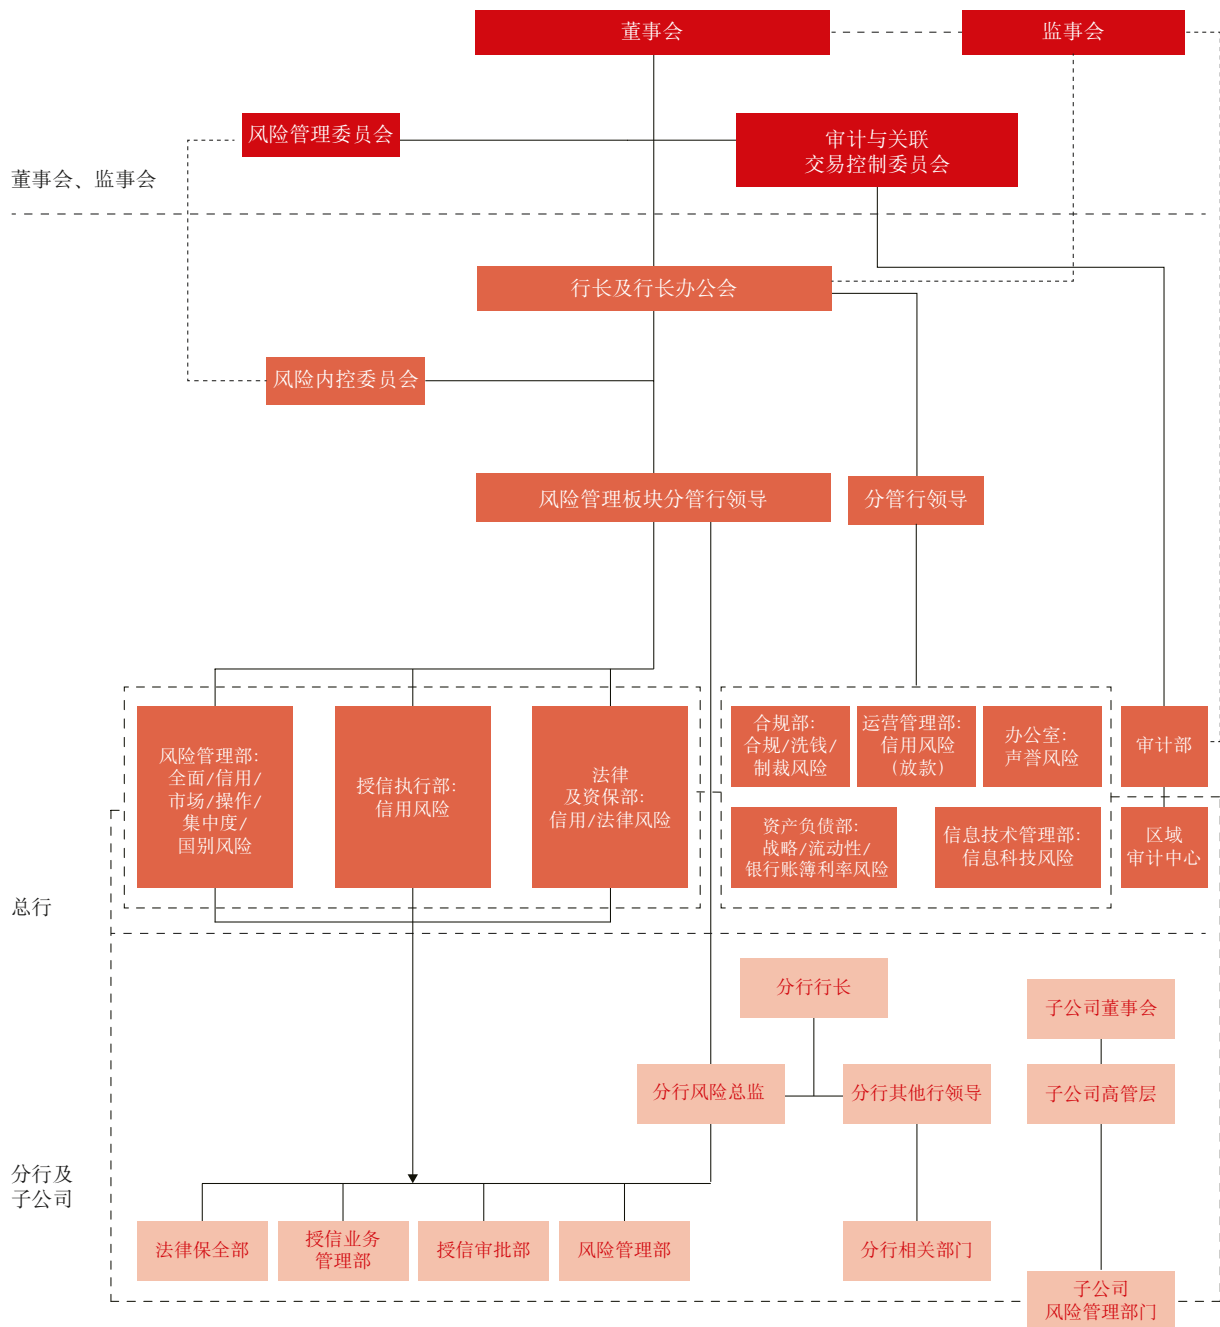 董事会
监事会
风险管理委员会
审计与关联
交易控制委员会
董事会、监事会
行长及行长办公会
风险内控委员会
风险管理板块分管行领导
分管行领导
风险管理部:
全面/信用/
市场/操作/
集中度/
国别风险
授信执行部:
信用风险
法律
及资保部:
信用/法律风险
合规部:
合规/洗钱/
制裁风险
运营管理部:
信用风险
(放款)
办公室:
声誉风险
审计部
资产负债部:
战略/流动性/
银行账簿利率风险
信息技术管理部:
信息科技风险
区域
审计中心
总行
分行行长
子公司董事会
分行风险总监
分行其他行领导
子公司高管层
分行及
子公司
法律保全部
授信业务
管理部
授信审批部
风险管理部
分行相关部门
子公司
风险管理部门